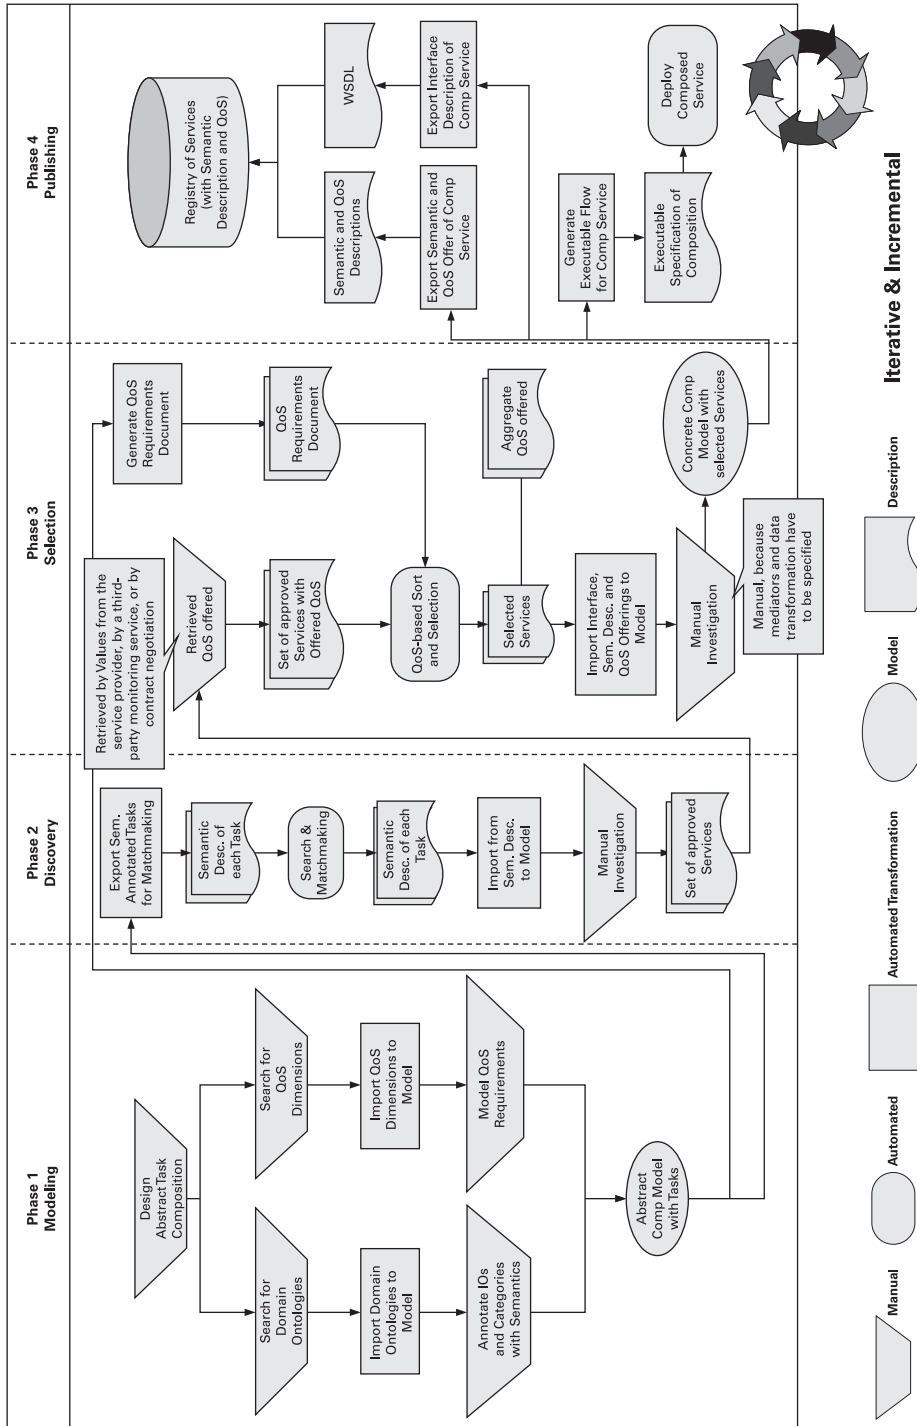 Phase 1
Modeling
Design
Abstract Task
Composition
Search for
Domain
Ontologies
Search for
QoS
Dimensions
Import Domain
Ontologies to
Model
Import QoS
Dimensions to
Model
Annotate IOs
and Categories
with Semantics
Model QoS
Requirements
Abstract
Comp Model
with Tasks
Phase 2
Discovery
Export Sem.
Annotated Tasks
for Matchmaking
Semantic
Desc. of
each Task
Search &
Matchmaking
Semantic
Desc. of each
Task
Import from
Sem. Desc.
to Model
Manual
Investigation
Set of approved
Services
Phase 3
Selection
Retrieved by Values from the
service provider, by a third-
party monitoring service, or by
contract negotiation
Generate QoS
Requirements
Document
Retrieved
QoS offered
Set of approved
Services with
Offered QoS
QoS
Requirements
Document
QoS-based Sort
and Selection
Selected
Services
Aggregate
QoS offered
Import Interface,
Sem. Desc. and
QoS Offerings to
Model
Manual
Investigation
Concrete Comp
Model with
selected Services
Manual, because
mediators and data
transformation have
to be specified
Phase 4
Publishing
Registry of Services
(with Semantic
Description and QoS)
Semantic and QoS
Descriptions
WSDL
Export Semantic and
QoS Offer of Comp
Service
Export Interface
Description of
Comp Service
Generate
Executable Flow
for Comp Service
Executable
Specification of
Composition
Deploy
Composed
Service
Iterative & Incremental
Manual
Automated
Automated Transformation
Model
Description